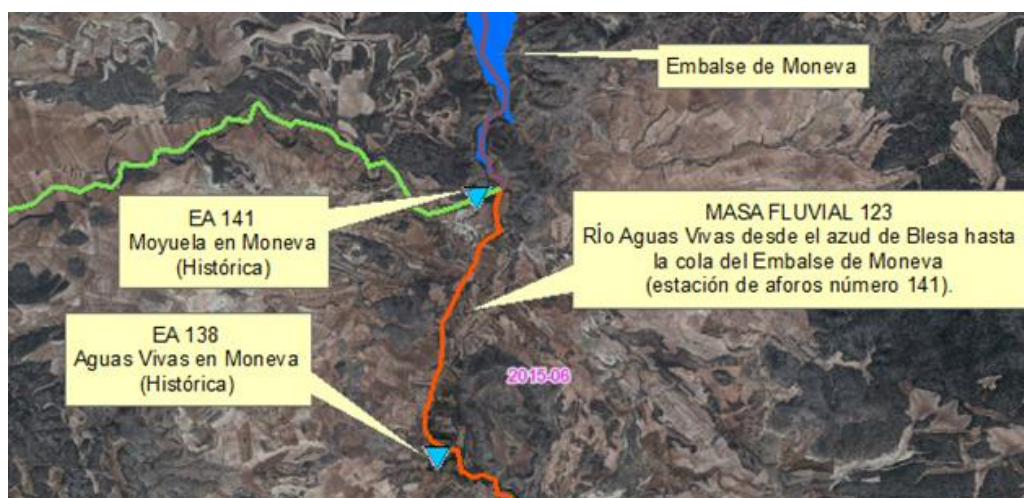 Embalse de Moneva
EA 141
Moyuela en Moneva
(Histórica)
MASA FLUVIAL 123
RÍo Aguas Vivas desde el azud de Blesa hasta
la cola del Embalse de Moneva
(estación de aforos número 141).
EA 138
Aguas Vivas en Moneva
(Histórica)
2015-06